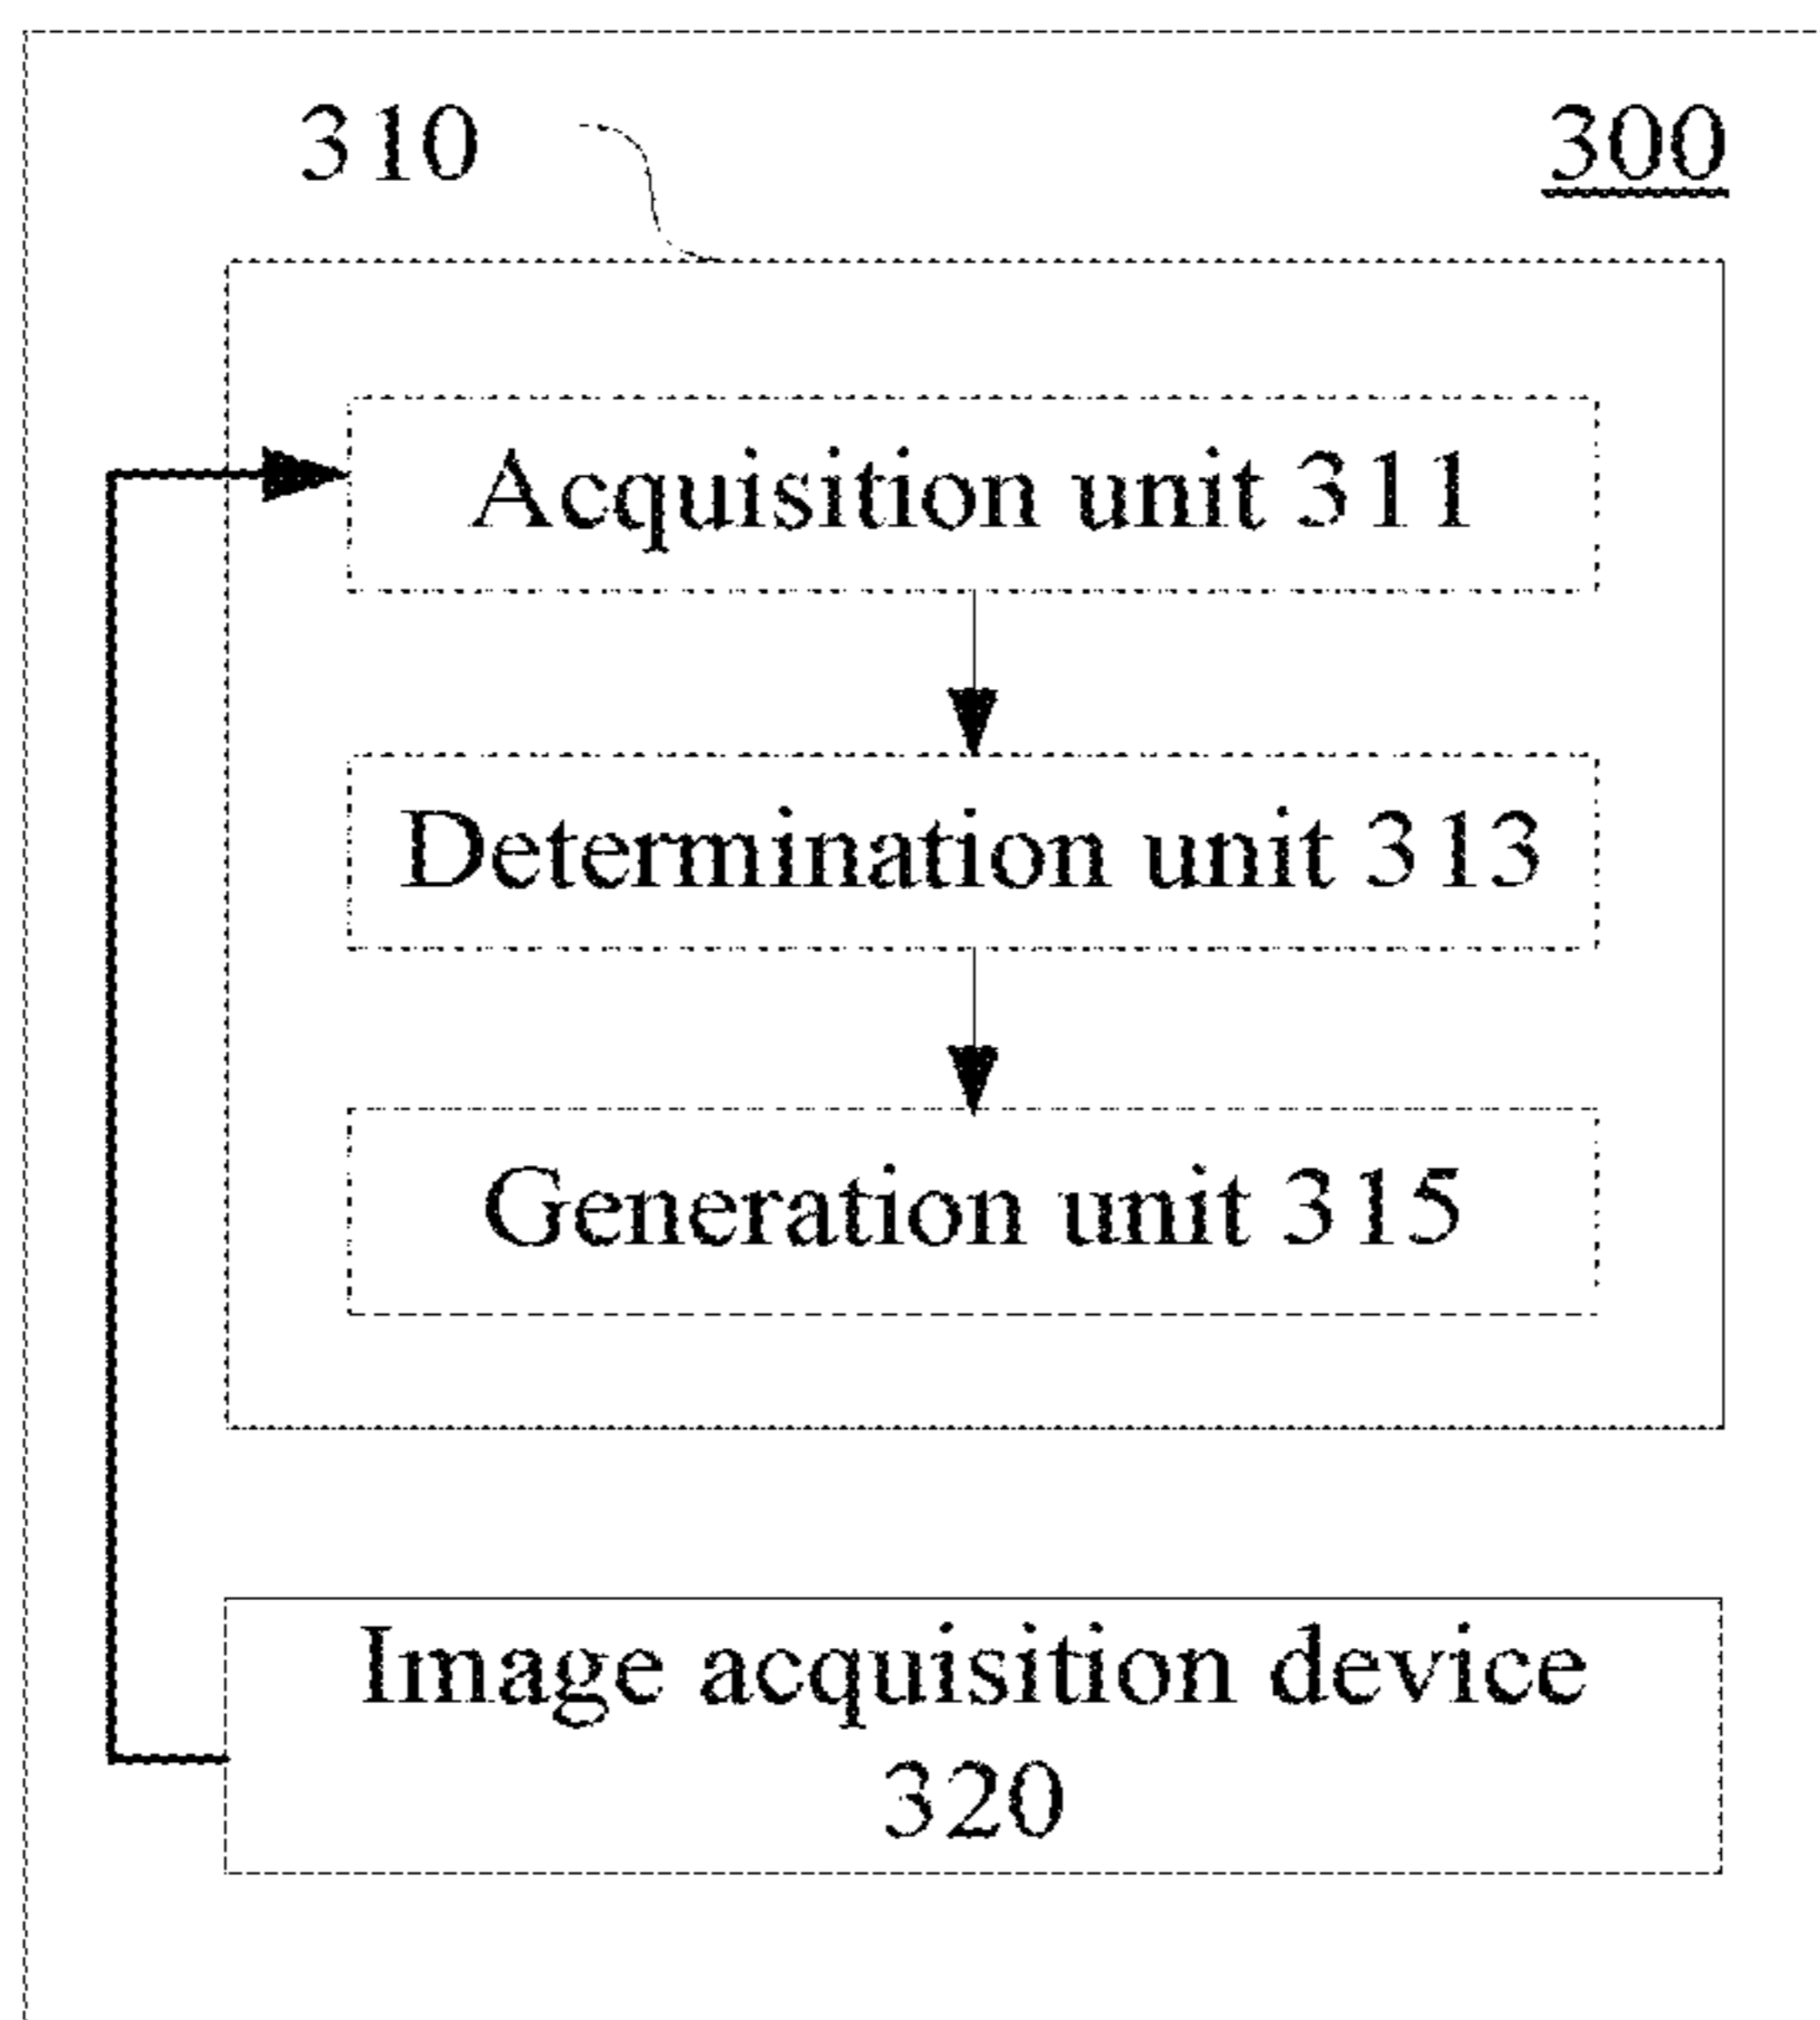 310
300
Acquisition unit 311
Determination unit 313
Generation unit 315
Image acquisition device
320